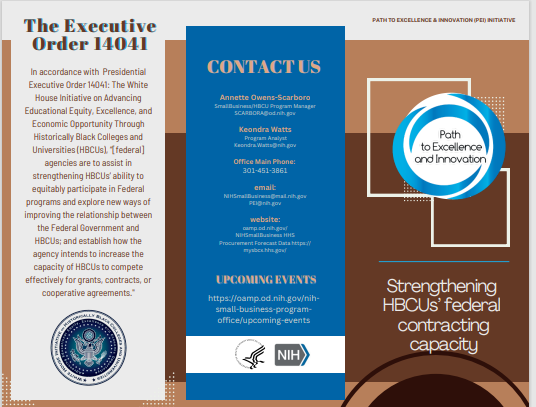 The Executive
Order 14041
In accordance with Presidential
Executive Order 14041: The White
House Initiative on Advancing
Educational Equity, Excellence, and
Economic Opportunity Through
Historically Black Colleges and
Universities (HBCUs), "[federal]
agencies are to assist in
strengthening HBCUs' ability to
equitably participate in Federal
programs and explore new ways of
improving the relationship between
the Federal Government and
HBCUs; and establish how the
agency intends to increase the
capacity of HBCUs to compete
effectively for grants, contracts, or
cooperative agreements."
CONTACT US
Annette Owens-Scarboro
SmallBusiness/HBCU Program Manager
SCARBORA@od.nih.gov
Keondra Watts
Program Analyst
Keondra.Watts@nih.gov
Office Main Phone:
301-451-3861
email:
NIHSmallBusiness@mail.nih.gov
PEI@nih.gov
website:
oamp.od.nih.gov/
NIHSmallBusiness HHS
Procurement Forecast Data:https://
mysbcx.hhs.gov/
UPCOMING EVENTS
https://oamp.od.nih.gov/nih-
small-business-program-
office/upcoming-events
NIH
PATH TO EXCELLENCE & INNOVATION (PEI) INITIATIVE
Path
to Excellence
and Innovation
Strengthening
HBCUs' federal
contracting
capacity